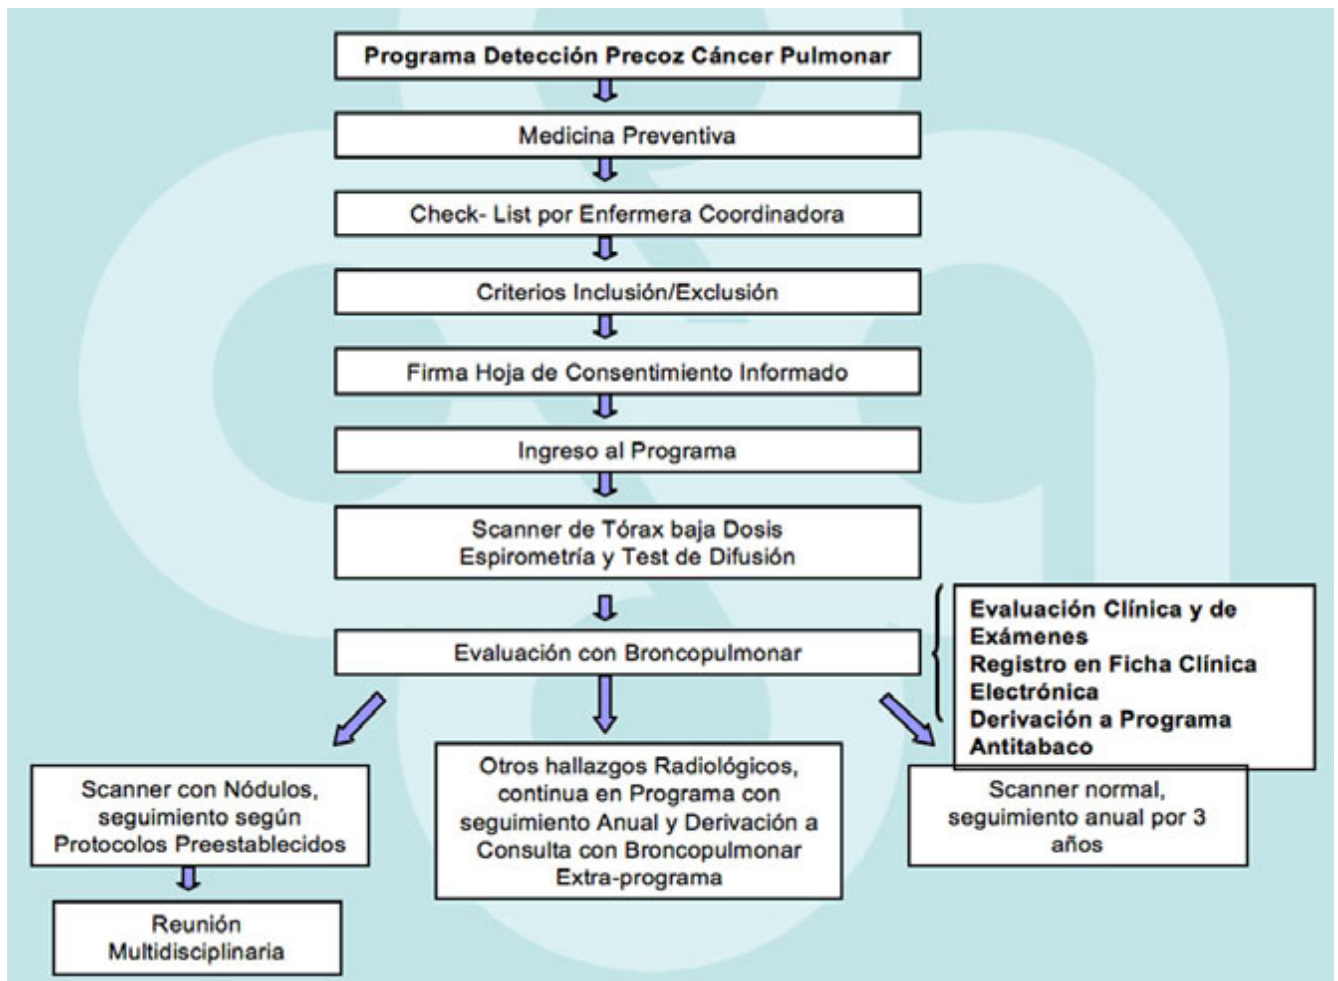 Programa Detección Precoz Cáncer Pulmonar
Medicina Preventiva
Check- List por Enfermera Coordinadora
Criterios Inclusión/Exclusión
Firma Hoja de Consentimiento Informado
Ingreso al Programa
Scanner de Tórax baja Dosis
Espirometría y Test de Difusión
Evaluación con Broncopulmonar
Evaluación Clínica y de
Exámenes
Registro en Ficha Clínica
Electrónica
Derivación a Programa
Antitabaco
Scanner con Nódulos,
seguimiento según
Protocolos Preestablecidos
Reunión
Multidisciplinaria
Otros hallazgos Radiológicos,
continua en Programa con
seguimiento Anual y Derivación a
Consulta con Broncopulmonar
Extra-programa
Scanner normal,
seguimiento anual por 3
años